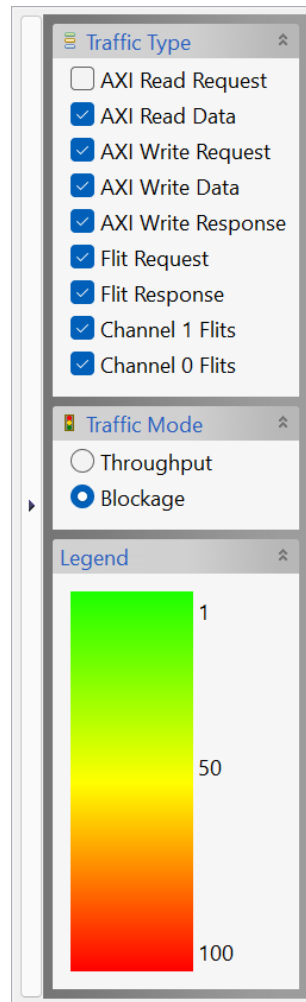 Traffic Type
AXI Read Request
AXI Read Data
AXI Write Request
AXI Write Data
AXI Write Response
Flit Request
Flit Response
Channel 1 Flits
Channel 0 Flits
Traffic Mode
Throughput
Blockage
Legend
1
50
100